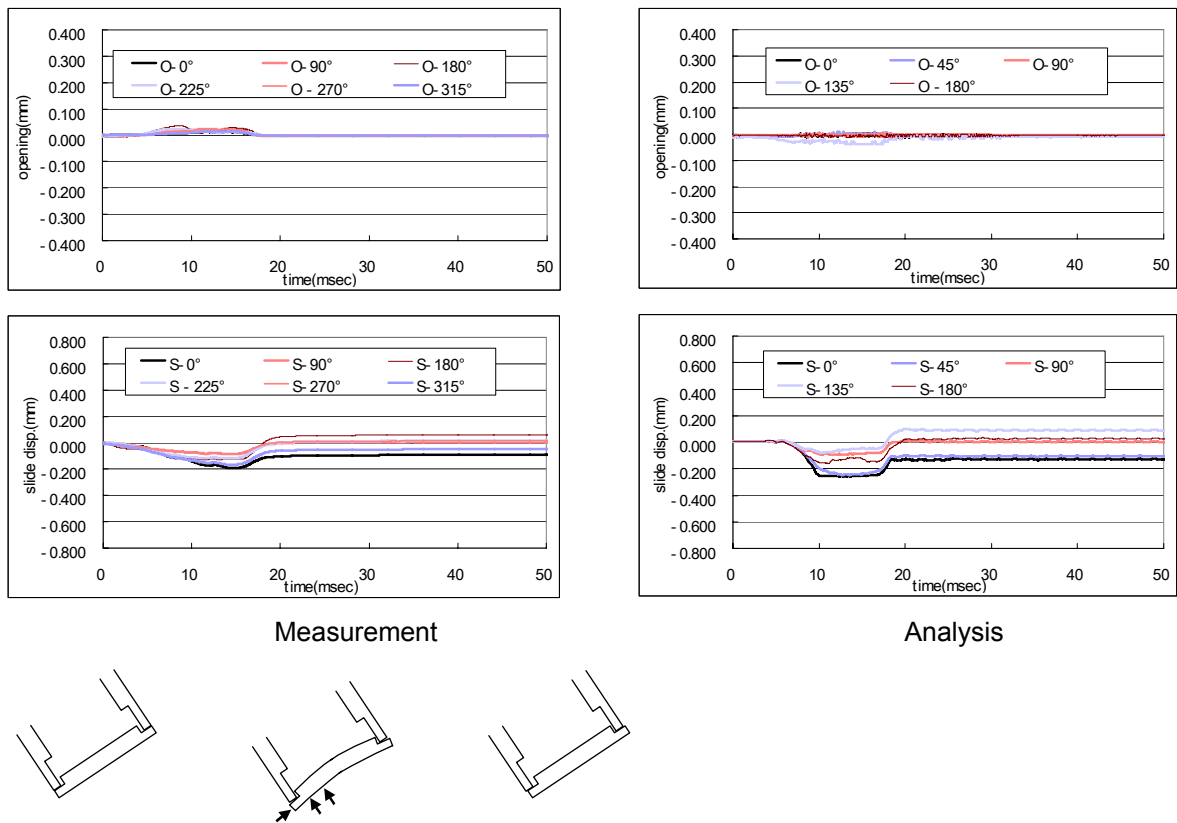 0.400
0.300
0.200
0.100
0.000
- 0.100
- 0.200
- 0.300
- 0.400
opening(mm)
O- 0° O- 90° O- 180°
O- 225° O - 270° O- 315°
0 10 20 30 40 50
time(msec)
0.400
0.300
0.200
0.100
0.000
- 0.100
- 0.200
- 0.300
- 0.400
opening(mm)
O- 0° O- 45° O- 90°
O- 135° O - 180°
0 10 20 30 40 50
time(msec)
0.800
0.600
0.400
0.200
0.000
- 0.200
- 0.400
- 0.600
- 0.800
slide disp.(mm)
S- 0° S- 90° S- 180°
S - 225° S- 270° S- 315°
0 10 20 30 40 50
time(msec)
0.800
0.600
0.400
0.200
0.000
- 0.200
- 0.400
- 0.600
- 0.800
slide disp.(mm)
S- 0° S- 45° S- 90°
S- 135° S- 180°
0 10 20 30 40 50
time(msec)
Measurement
Analysis